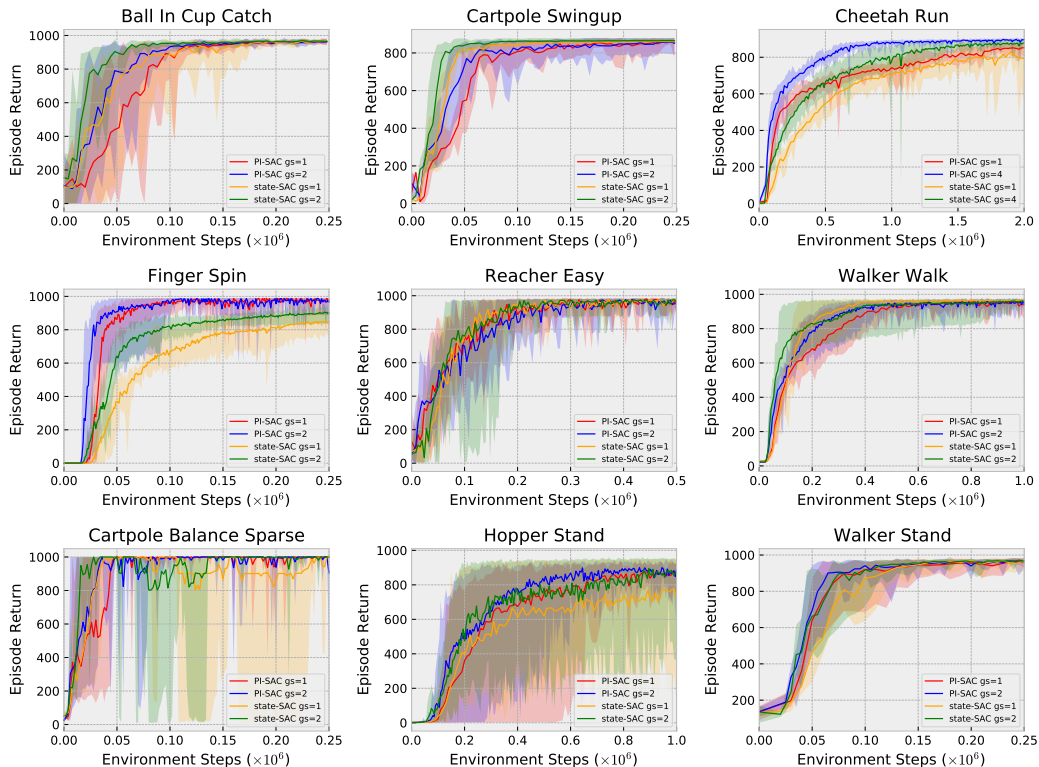 Ball In Cup Catch
Cartpole Swingup
Cheetah Run
Episode Return
1000
800
600
400
200
0
PI-SAC gs=1
PI-SAC gs=2
state-SAC gs=1
state-SAC gs=2
0.00 0.05 0.10 0.15 0.20 0.25
Environment Steps (×10⁶)
Episode Return
800
600
400
200
0
PI-SAC gs=1
PI-SAC gs=2
state-SAC gs=1
state-SAC gs=2
0.00 0.05 0.10 0.15 0.20 0.25
Environment Steps (×10⁶)
Episode Return
800
600
400
200
0
PI-SAC gs=1
PI-SAC gs=4
state-SAC gs=1
state-SAC gs=4
0.0 0.5 1.0 1.5 2.0
Environment Steps (×10⁶)
Finger Spin
Reacher Easy
Walker Walk
Episode Return
1000
800
600
400
200
0
PI-SAC gs=1
PI-SAC gs=2
state-SAC gs=1
state-SAC gs=2
0.00 0.05 0.10 0.15 0.20 0.25
Environment Steps (×10⁶)
Episode Return
1000
800
600
400
200
0
PI-SAC gs=1
PI-SAC gs=2
state-SAC gs=1
state-SAC gs=2
0.0 0.1 0.2 0.3 0.4 0.5
Environment Steps (×10⁶)
Episode Return
1000
800
600
400
200
0
PI-SAC gs=1
PI-SAC gs=2
state-SAC gs=1
state-SAC gs=2
0.0 0.2 0.4 0.6 0.8 1.0
Environment Steps (×10⁶)
Cartpole Balance Sparse
Hopper Stand
Walker Stand
Episode Return
1000
800
600
400
200
0
PI-SAC gs=1
PI-SAC gs=2
state-SAC gs=1
state-SAC gs=2
0.00 0.05 0.10 0.15 0.20 0.25
Environment Steps (×10⁶)
Episode Return
1000
800
600
400
200
0
PI-SAC gs=1
PI-SAC gs=2
state-SAC gs=1
state-SAC gs=2
0.0 0.2 0.4 0.6 0.8 1.0
Environment Steps (×10⁶)
Episode Return
1000
800
600
400
200
PI-SAC gs=1
PI-SAC gs=2
state-SAC gs=1
state-SAC gs=2
0.00 0.05 0.10 0.15 0.20 0.25
Environment Steps (×10⁶)